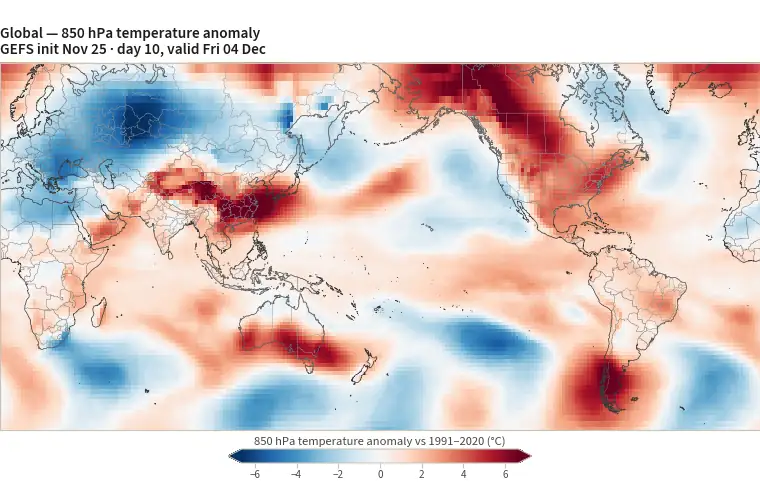 Global — 850 hPa temperature anomaly
GEFS init Nov 25 · day 10, valid Fri 04 Dec
850 hPa temperature anomaly vs 1991–2020 (°C)
−6 −4 −2 0 2 4 6